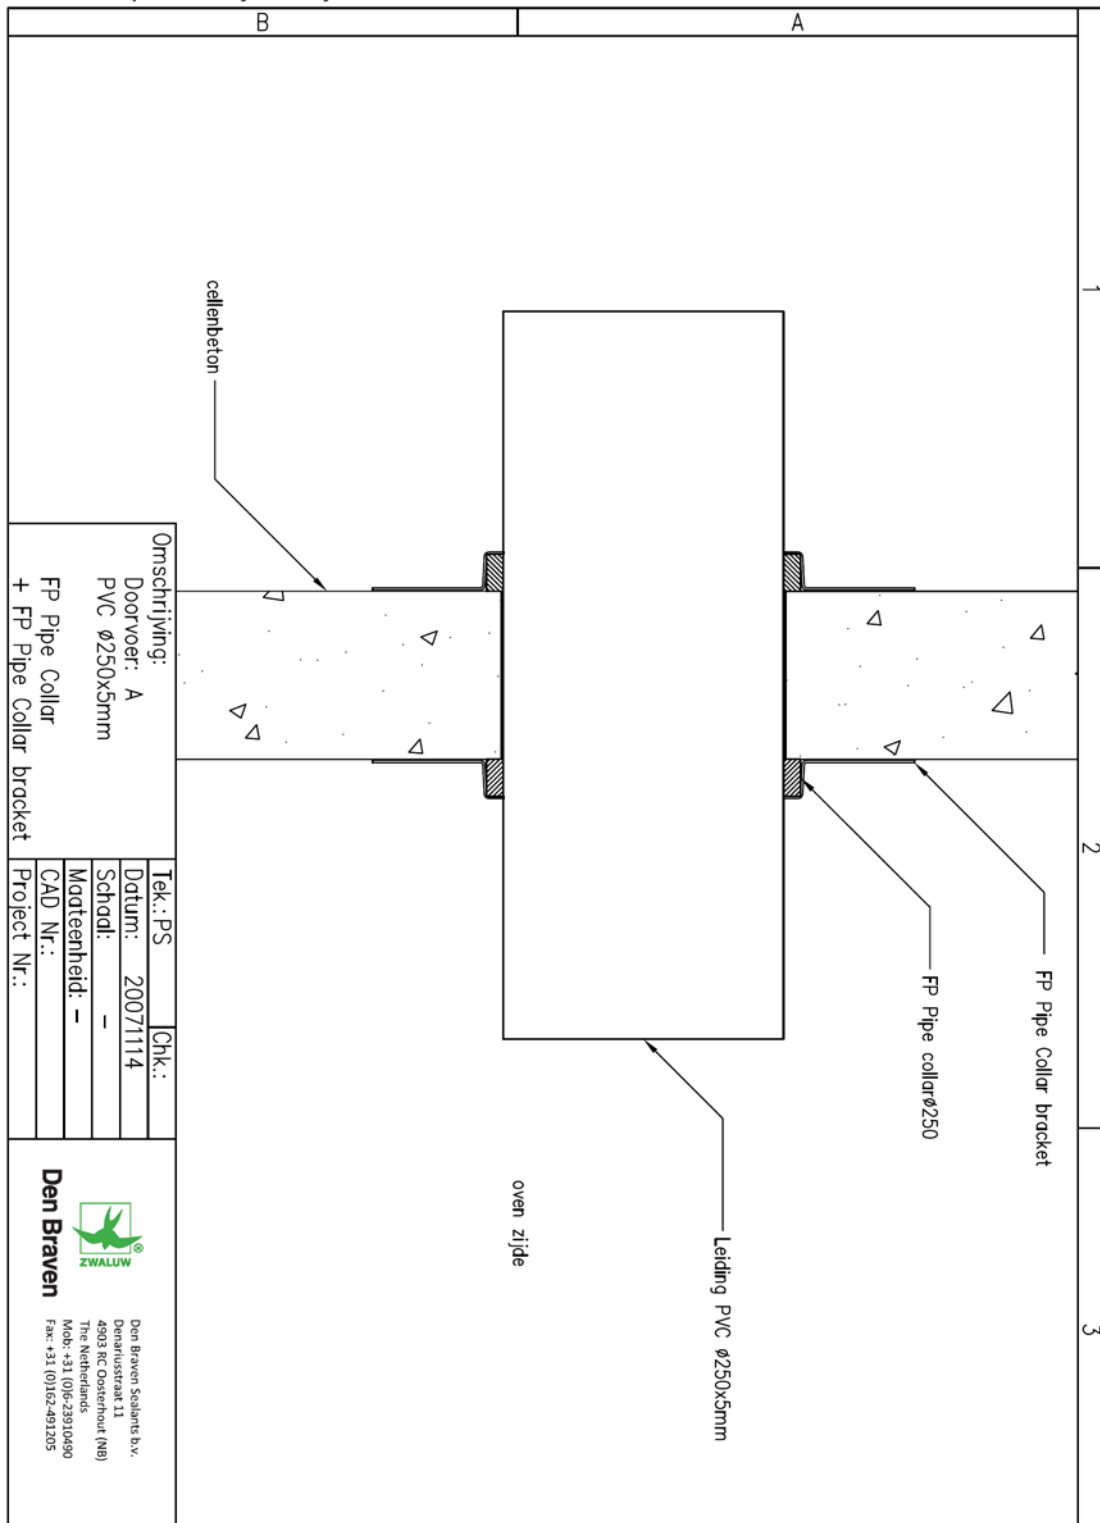 B
A
1
2
3
cellenbeton
FP Pipe Collar bracket
FP Pipe collarø250
Leiding PVC ø250x5mm
oven zijde
Omschrijving:
Doorvoer: A
PVC ø250x5mm
FP Pipe Collar
+ FP Pipe Collar bracket
Tek.: PS
Chk.:
Datum: 20071114
Schaal: –
Maateenheid: –
CAD Nr.:
Project Nr.:
ZWALUW®
Den Braven
Den Braven Sealants b.v.
Denariusstraat 11
4903 RC Oosterhout (NB)
The Netherlands
Mob: +31 (0)6-23910490
Fax: +31 (0)162-491205